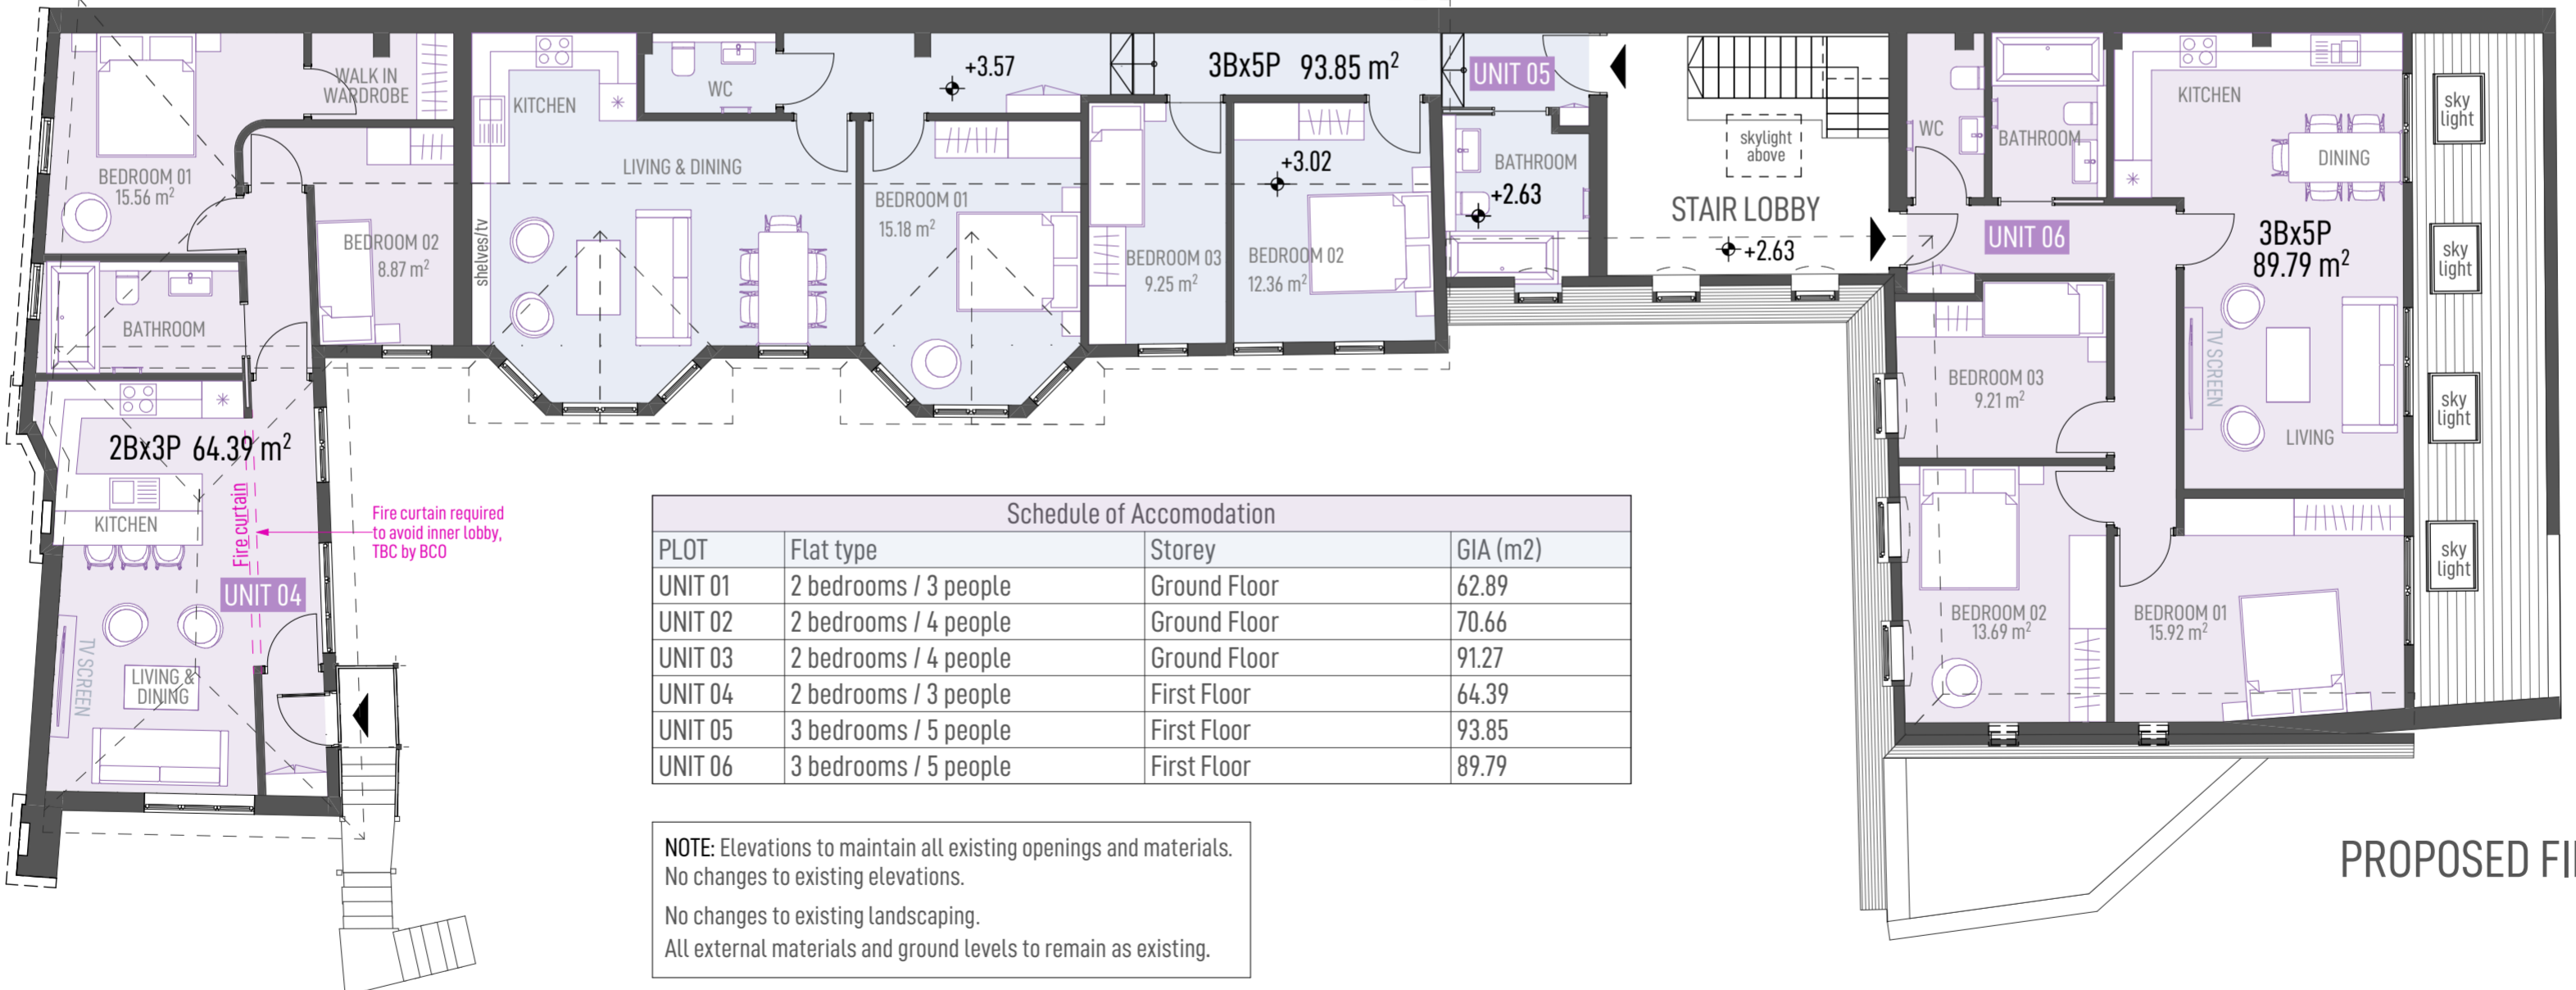 BEDROOM 01
15.56 m²
WALK IN
WARDROBE
BEDROOM 02
8.87 m²
BATHROOM
2Bx3P 64.39 m²
KITCHEN
Fire curtain
Fire curtain required
to avoid inner lobby,
TBC by BCO
UNIT 04
TV SCREEN
LIVING &
DINING
KITCHEN
shelves/tv
WC
LIVING & DINING
+3.57
BEDROOM 01
15.18 m²
3Bx5P 93.85 m²
BEDROOM 03
9.25 m²
+3.02
BEDROOM 02
12.36 m²
UNIT 05
BATHROOM
+2.63
skylight
above
STAIR LOBBY
+2.63
WC
BATHROOM
KITCHEN
DINING
UNIT 06
3Bx5P
89.79 m²
TV SCREEN
LIVING
BEDROOM 03
9.21 m²
BEDROOM 02
13.69 m²
BEDROOM 01
15.92 m²
sky
light
sky
light
sky
light
sky
light
Schedule of Accomodation
PLOT Flat type Storey GIA (m2)
UNIT 01 2 bedrooms / 3 people Ground Floor 62.89
UNIT 02 2 bedrooms / 4 people Ground Floor 70.66
UNIT 03 2 bedrooms / 4 people Ground Floor 91.27
UNIT 04 2 bedrooms / 3 people First Floor 64.39
UNIT 05 3 bedrooms / 5 people First Floor 93.85
UNIT 06 3 bedrooms / 5 people First Floor 89.79
NOTE: Elevations to maintain all existing openings and materials.
No changes to existing elevations.
No changes to existing landscaping.
All external materials and ground levels to remain as existing.
PROPOSED